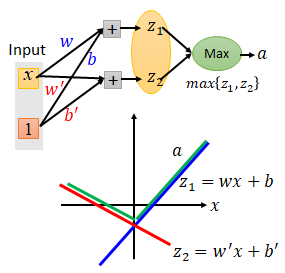 Input
x
1
w
b
w'
b'
+
+
z₁
z₂
Max
a
max{z₁, z₂}
a
z₁ = wx + b
x
z₂ = w'x + b'